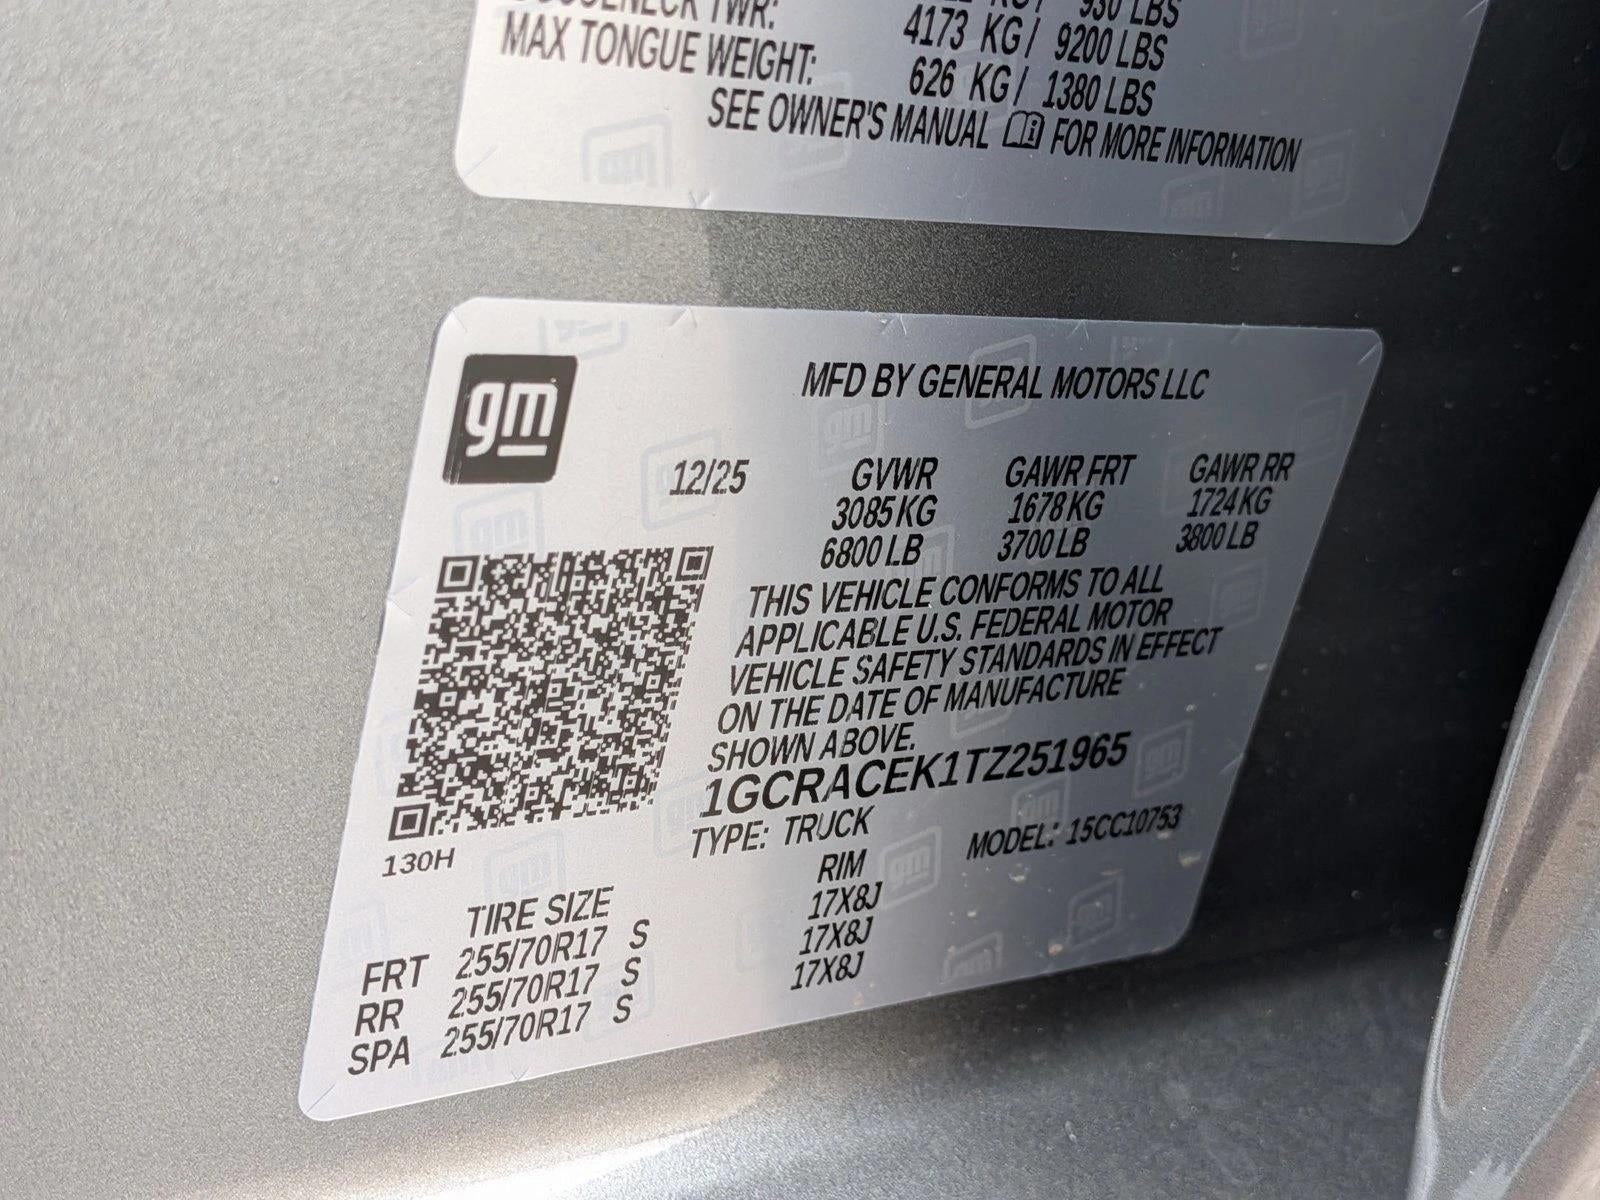 930 LBS
GOOSENECK TWR: 4173 KG / 9200 LBS
MAX TONGUE WEIGHT: 626 KG / 1380 LBS
SEE OWNER'S MANUAL FOR MORE INFORMATION
gm
MFD BY GENERAL MOTORS LLC
12/25 GVWR GAWR FRT GAWR RR
3085 KG 1678 KG 1724 KG
6800 LB 3700 LB 3800 LB
THIS VEHICLE CONFORMS TO ALL
APPLICABLE U.S. FEDERAL MOTOR
VEHICLE SAFETY STANDARDS IN EFFECT
ON THE DATE OF MANUFACTURE
SHOWN ABOVE.
1GCRACEK1TZ251965
TYPE: TRUCK MODEL: 15CC10753
130H
TIRE SIZE RIM
FRT 255/70R17 S 17X8J
RR 255/70R17 S 17X8J
SPA 255/70R17 S 17X8J